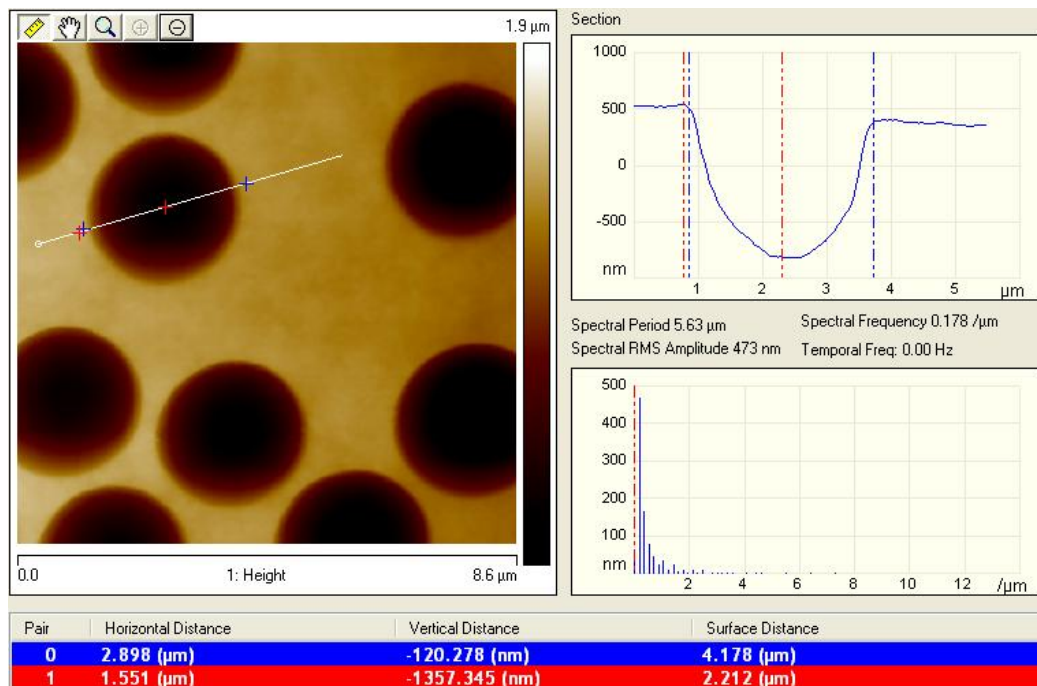 1.9 µm
0.0
1: Height
8.6 µm
Section
1000
500
0
-500
nm
1
2
3
4
5
µm
Spectral Period 5.63 µm
Spectral Frequency 0.178 /µm
Spectral RMS Amplitude 473 nm
Temporal Freq: 0.00 Hz
500
400
300
200
100
nm
2
4
6
8
10
12
/µm
Pair Horizontal Distance Vertical Distance Surface Distance
0 2.898 (µm) -120.278 (nm) 4.178 (µm)
1 1.551 (µm) -1357.345 (nm) 2.212 (µm)